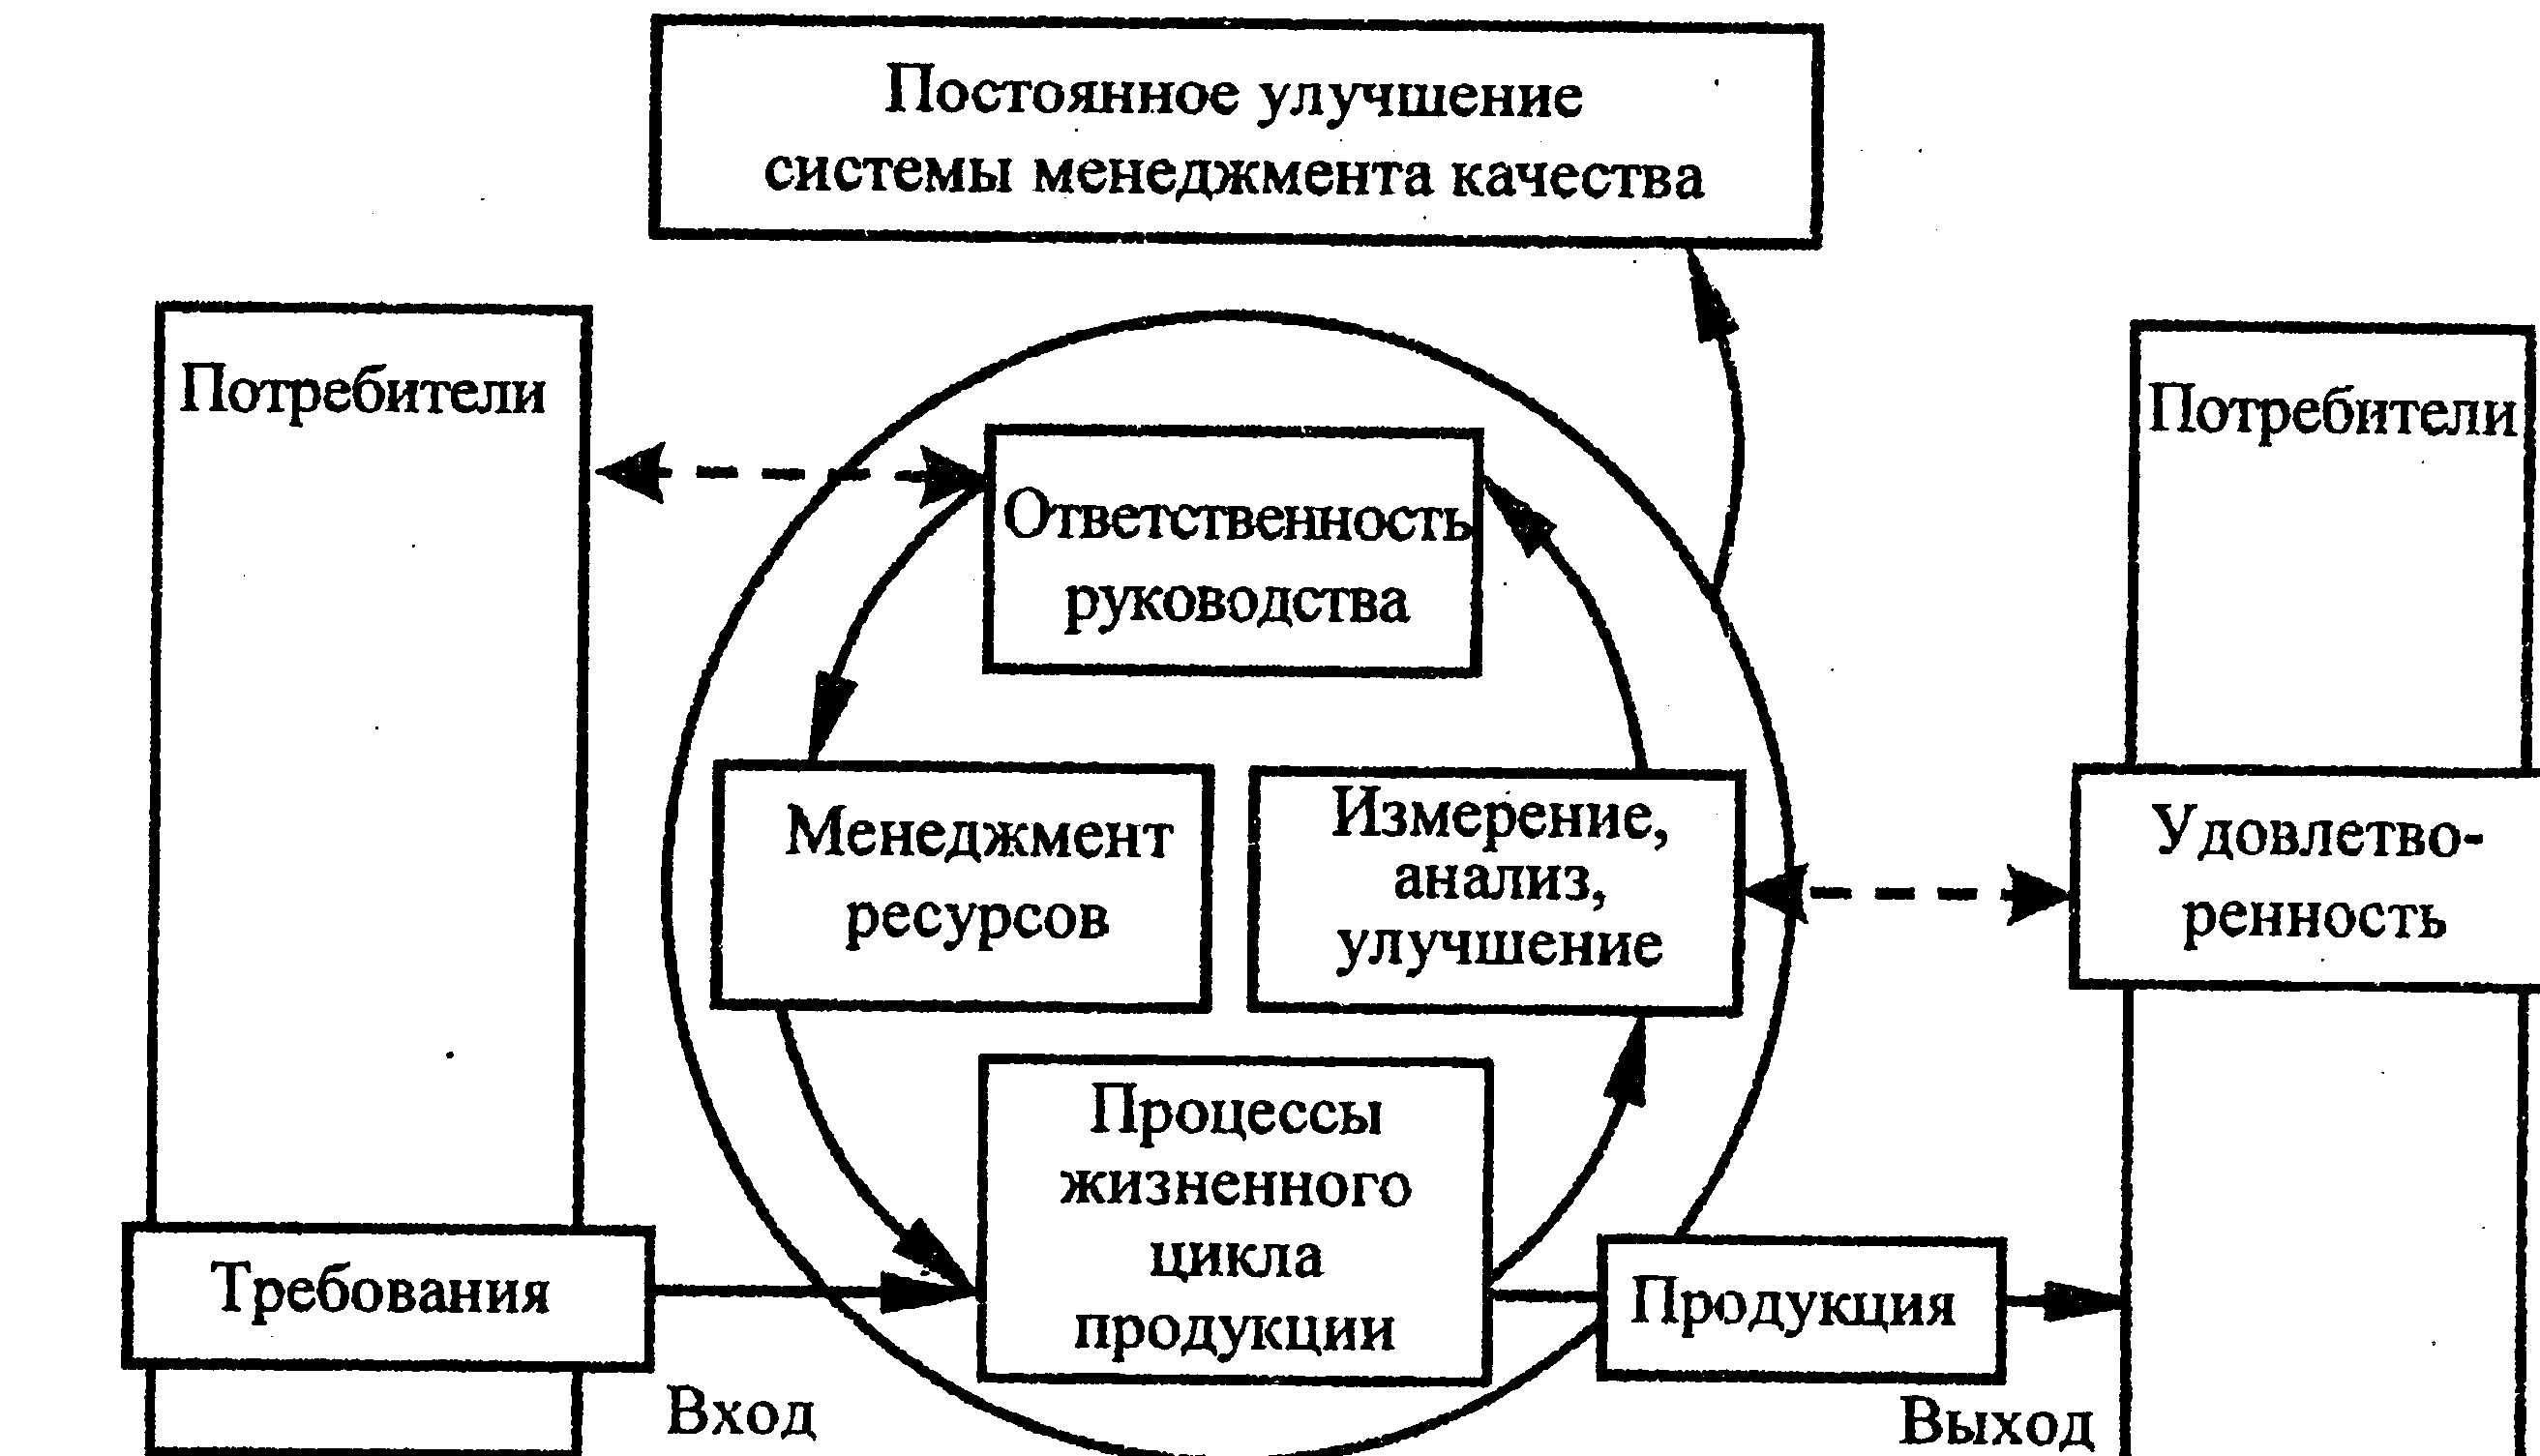 Постоянное улучшение
системы менеджмента качества
Потребители
Потребители
Ответственность
руководства
Менеджмент
ресурсов
Измерение,
анализ,
улучшение
Удовлетво-
ренность
Процессы
жизненного
цикла
продукции
Требования
Продукция
Вход
Выход